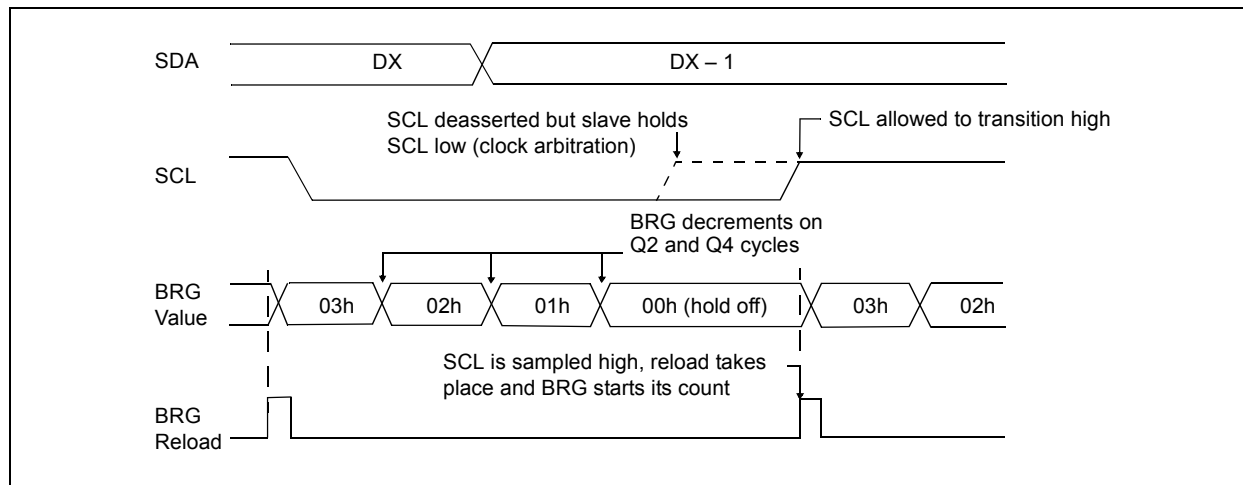 SDA
DX
DX – 1
SCL deasserted but slave holds
SCL low (clock arbitration)
SCL allowed to transition high
SCL
BRG decrements on
Q2 and Q4 cycles
BRG
Value
03h
02h
01h
00h (hold off)
03h
02h
SCL is sampled high, reload takes
place and BRG starts its count
BRG
Reload